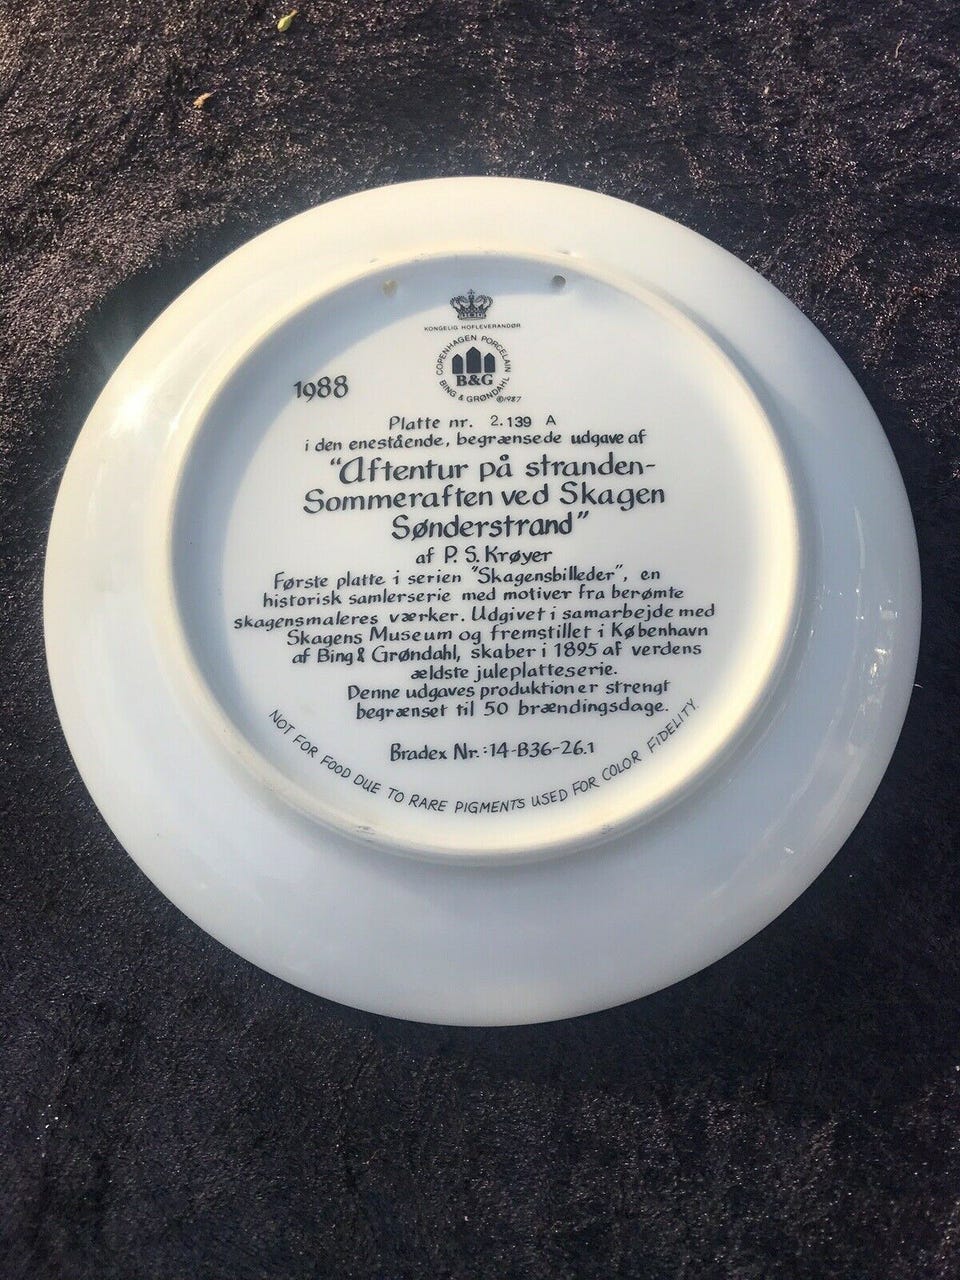 KONGELIG HOFLEVERANDØR
COPENHAGEN PORCELAIN
B&G
BING & GRØNDAHL
©1987
1988
Platte nr. 2.139 A
i den enestående, begrænsede udgave af
"Aftentur på stranden-
Sommeraften ved Skagen
Sønderstrand"
af P. S. Krøyer
Første platte i serien "Skagensbilleder", en
historisk samlerserie med motiver fra berømte
skagensmaleres værker. Udgivet i samarbejde med
Skagens Museum og fremstillet i København
af Bing & Grøndahl, skaber i 1895 af verdens
ældste juleplatteserie.
Denne udgaves produktion er strengt
begrænset til 50 brændingsdage.
Bradex Nr.: 14-B36-26.1
NOT FOR FOOD DUE TO RARE PIGMENTS USED FOR COLOR FIDELITY.